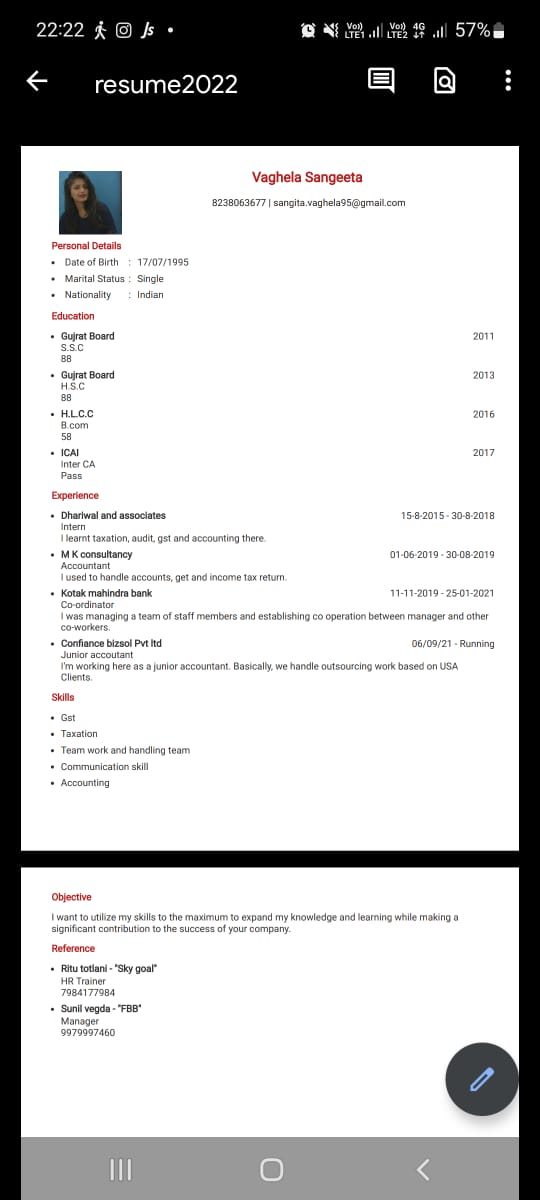 22:22
Vo)) LTE1 Vo)) LTE2 4G 57%
resume2022
Vaghela Sangeeta
8238063677 | sangita.vaghela95@gmail.com
Personal Details
• Date of Birth : 17/07/1995
• Marital Status : Single
• Nationality : Indian
Education
• Gujrat Board 2011
S.S.C
88
• Gujrat Board 2013
H.S.C
88
• H.L.C.C 2016
B.com
58
• ICAI 2017
Inter CA
Pass
Experience
• Dhariwal and associates 15-8-2015 - 30-8-2018
Intern
I learnt taxation, audit, gst and accounting there.
• M K consultancy 01-06-2019 - 30-08-2019
Accountant
I used to handle accounts, get and income tax return.
• Kotak mahindra bank 11-11-2019 - 25-01-2021
Co-ordinator
I was managing a team of staff members and establishing co operation between manager and other
co-workers.
• Confiance bizsol Pvt ltd 06/09/21 - Running
Junior accoutant
I'm working here as a junior accountant. Basically, we handle outsourcing work based on USA
Clients.
Skills
• Gst
• Taxation
• Team work and handling team
• Communication skill
• Accounting
Objective
I want to utilize my skills to the maximum to expand my knowledge and learning while making a
significant contribution to the success of your company.
Reference
• Ritu totlani - "Sky goal"
HR Trainer
7984177984
• Sunil vegda - "FBB"
Manager
9979997460